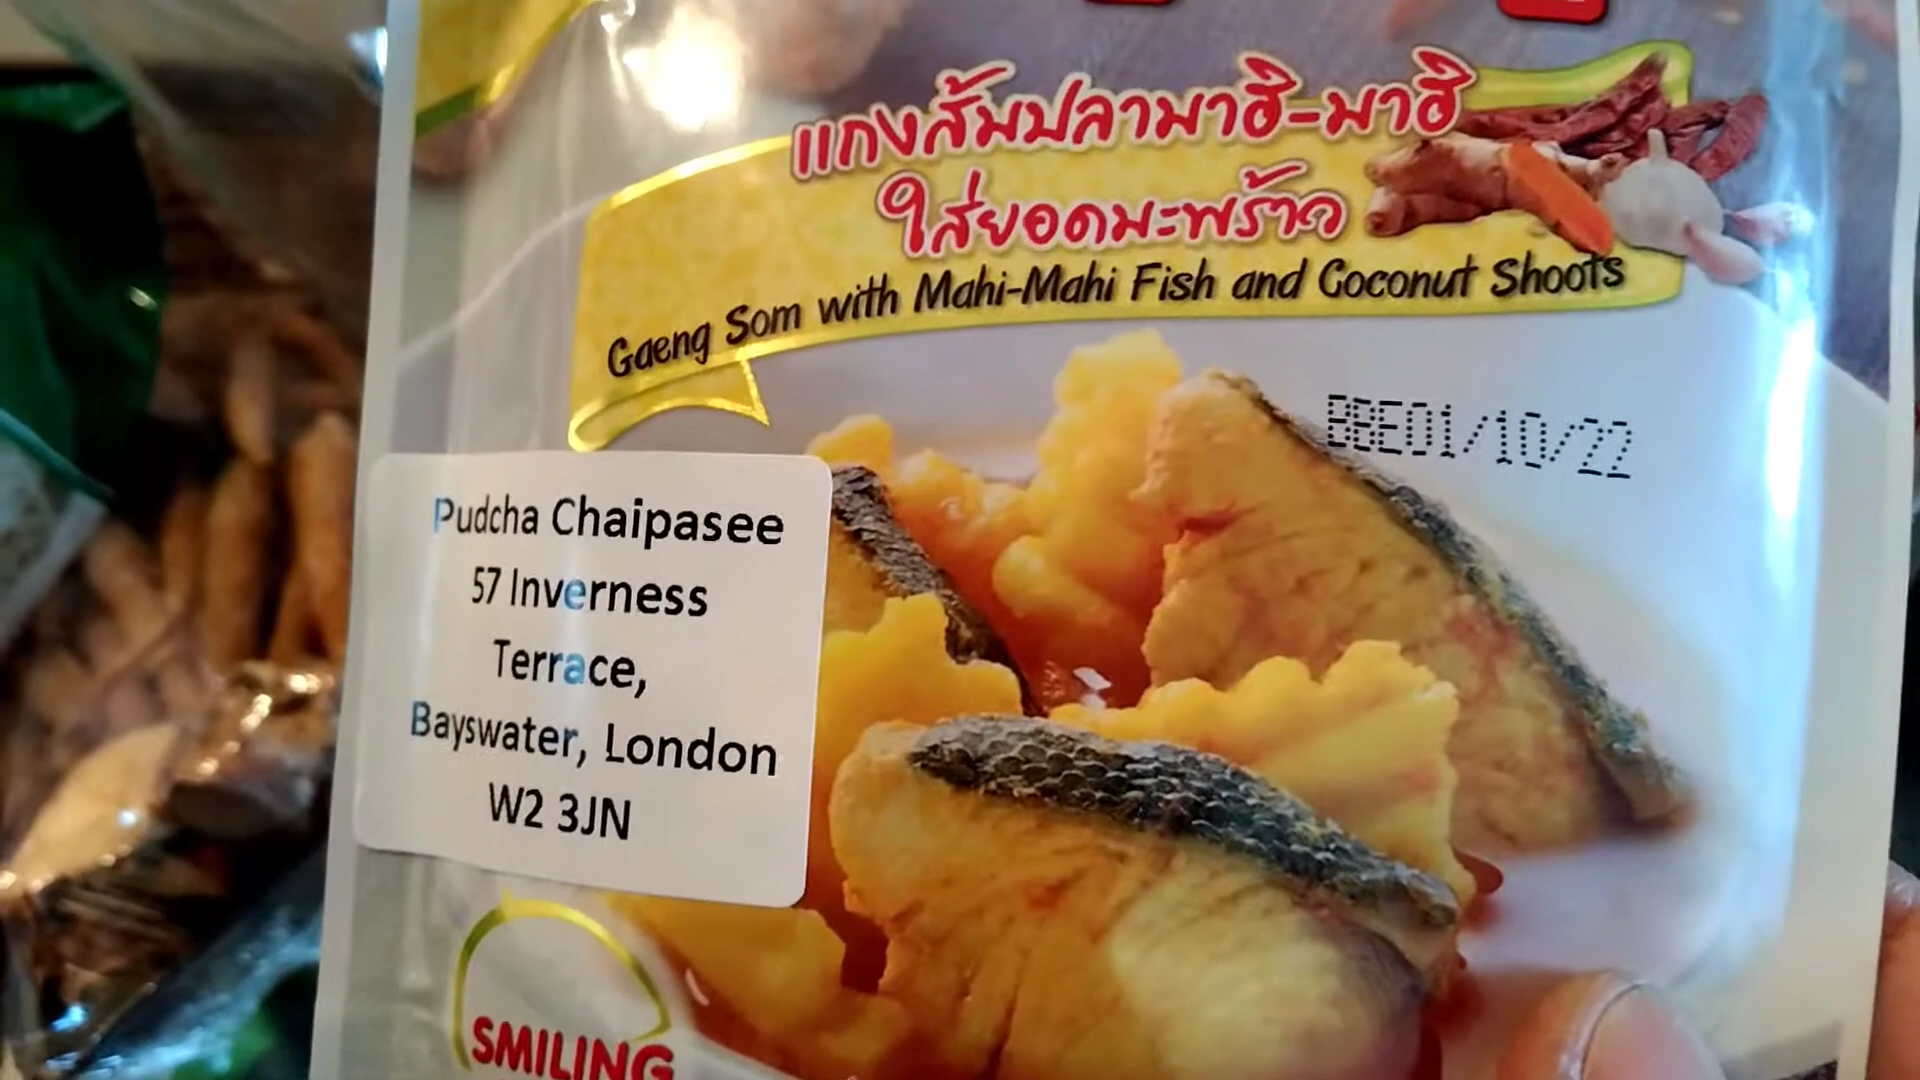 แกงส้มปลามาฮิ-มาฮิ
ใส่ยอดมะพร้าว
Gaeng Som with Mahi-Mahi Fish and Coconut Shoots
BBE01/10/22
Pudcha Chaipasee
57 Inverness
Terrace,
Bayswater, London
W2 3JN
SMILING